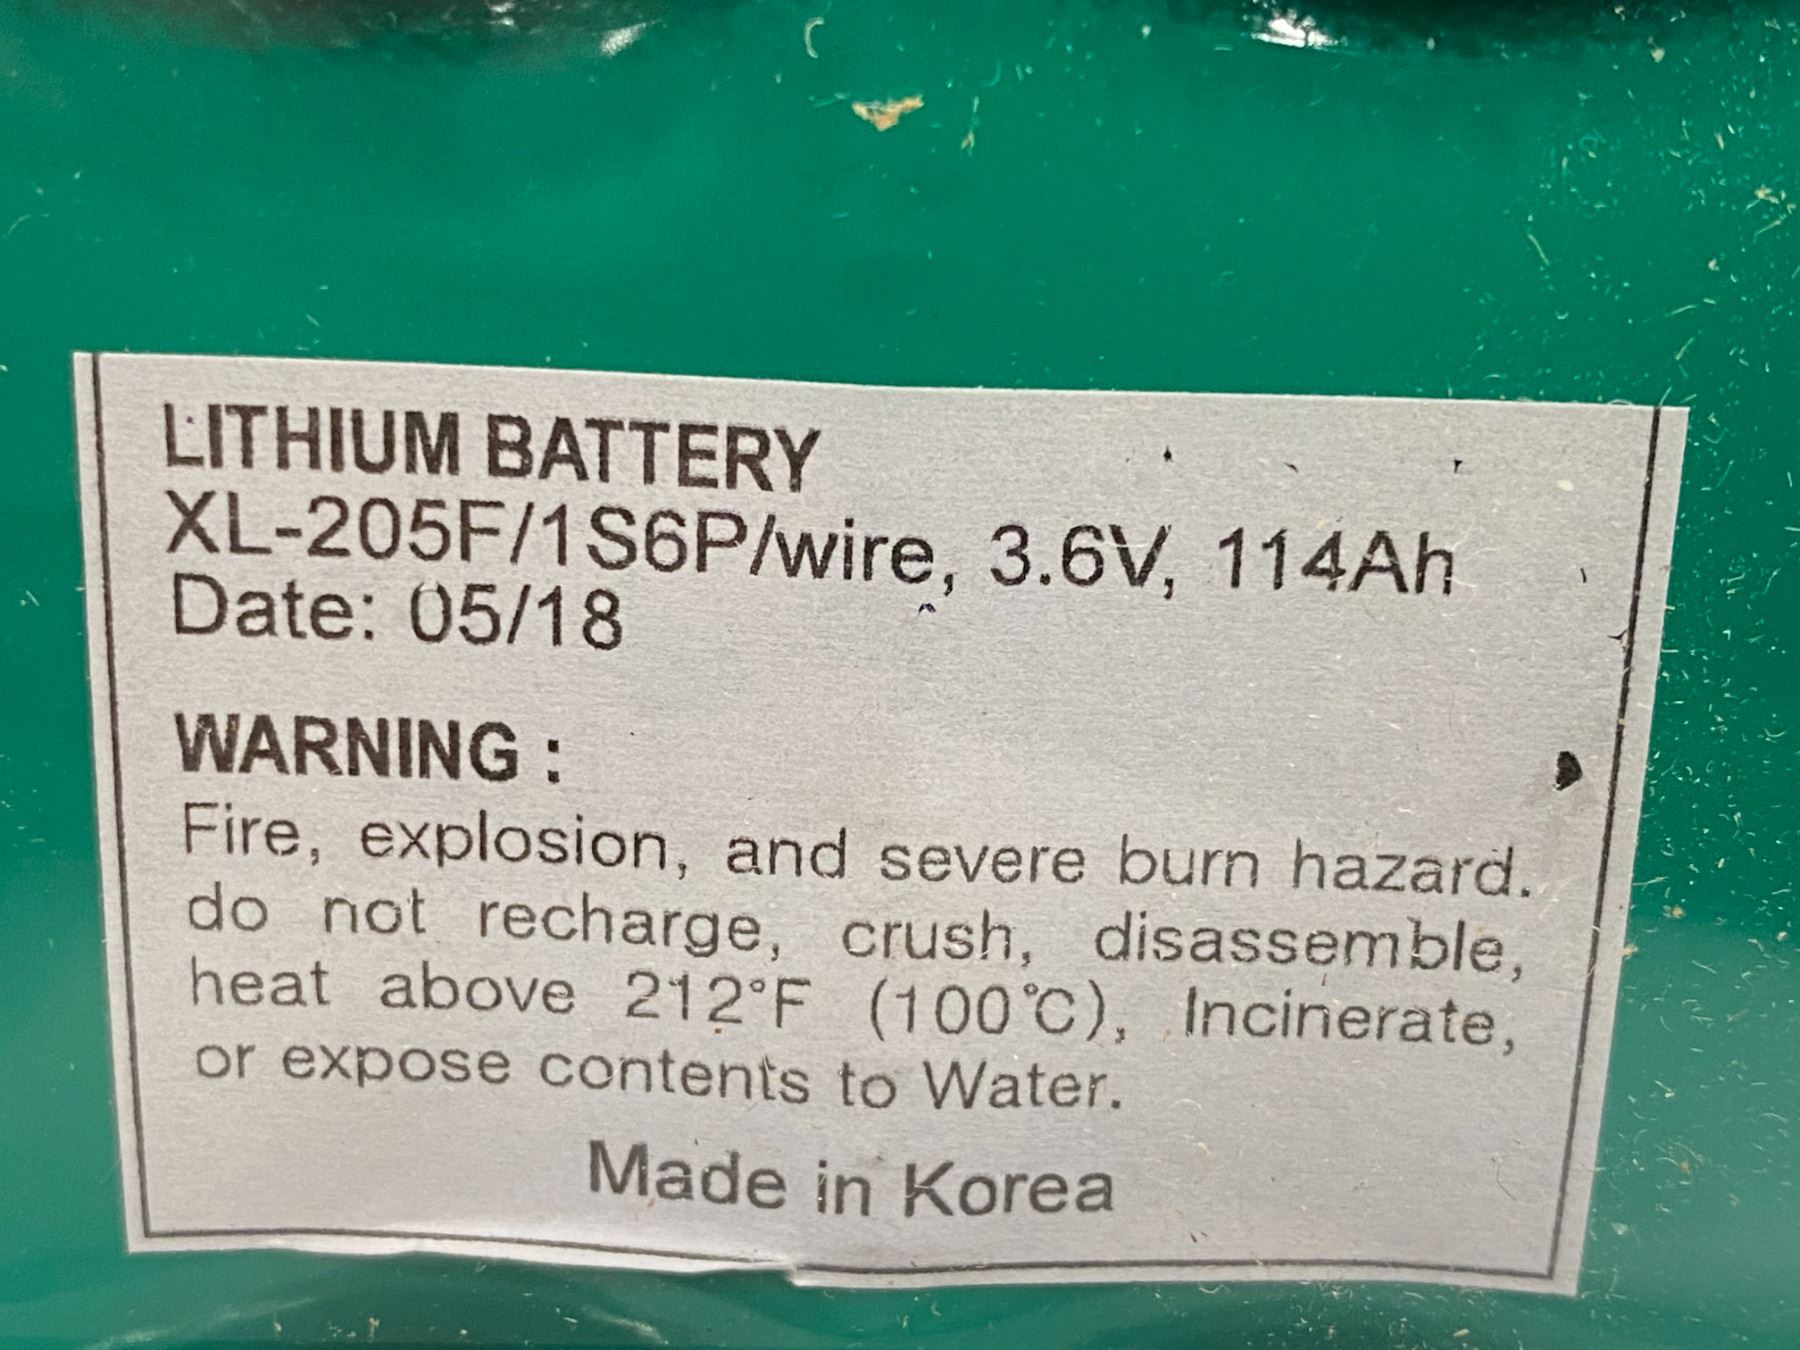 LITHIUM BATTERY
XL-205F/1S6P/wire, 3.6V, 114Ah
Date: 05/18
WARNING :
Fire, explosion, and severe burn hazard.
do not recharge, crush, disassemble,
heat above 212°F (100℃), Incinerate,
or expose contents to Water.
Made in Korea